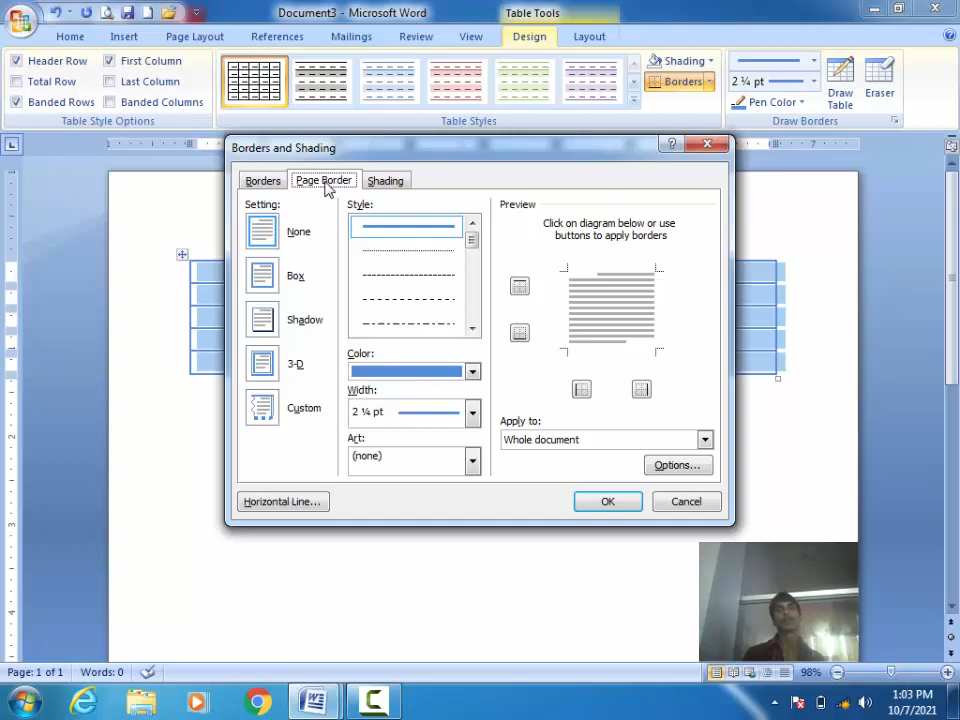 Document3 - Microsoft Word
Table Tools
Home Insert Page Layout References Mailings Review View Design Layout
Header Row First Column
Total Row Last Column
Banded Rows Banded Columns
Table Style Options
Table Styles
Shading
Borders
2 ¼ pt
Pen Color
Draw Table
Eraser
Draw Borders
Borders and Shading
Borders Page Border Shading
Setting:
None
Box
Shadow
3-D
Custom
Style:
Color:
Width:
2 ¼ pt
Art:
(none)
Preview
Click on diagram below or use
buttons to apply borders
Apply to:
Whole document
Options...
Horizontal Line... OK Cancel
Page: 1 of 1 Words: 0 98%
1:03 PM
10/7/2021